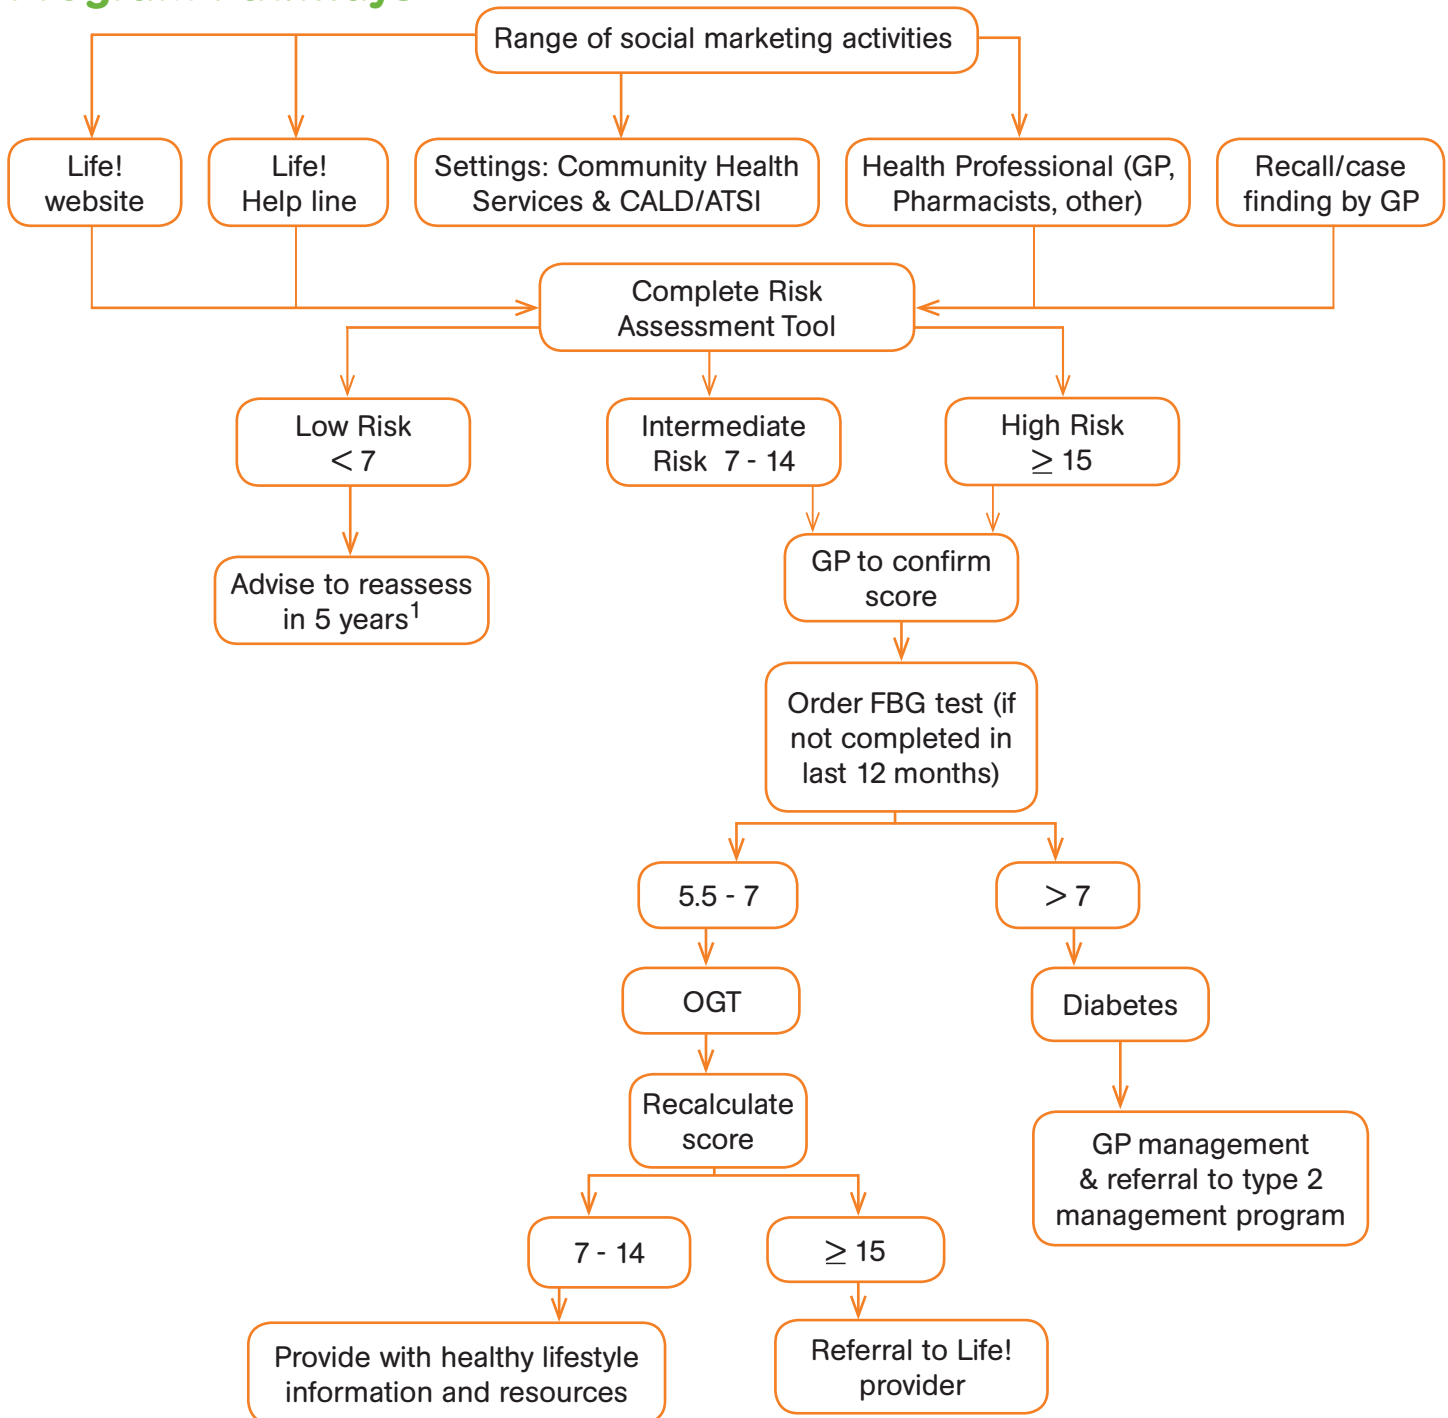 Program Pathways
Range of social marketing activities
Life!
website
Life!
Help line
Settings: Community Health
Services & CALD/ATSI
Health Professional (GP,
Pharmacists, other)
Recall/case
finding by GP
Complete Risk
Assessment Tool
Low Risk
< 7
Intermediate
Risk 7 - 14
High Risk
≥ 15
Advise to reassess
in 5 years¹
GP to confirm
score
Order FBG test (if
not completed in
last 12 months)
5.5 - 7
> 7
OGT
Diabetes
Recalculate
score
GP management
& referral to type 2
management program
7 - 14
≥ 15
Provide with healthy lifestyle
information and resources
Referral to Life!
provider